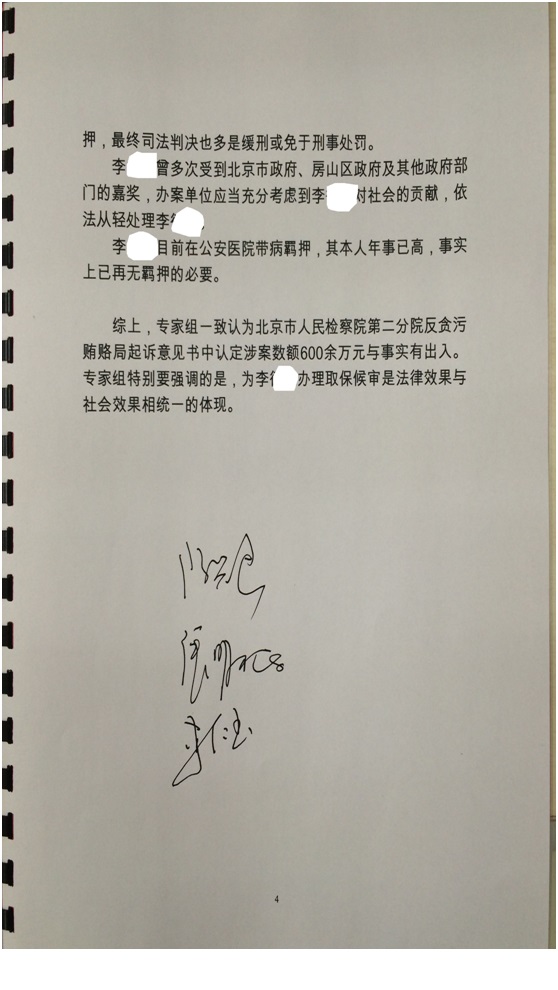 押，最终司法判决也多是缓刑或免于刑事处罚。
李 曾多次受到北京市政府、房山区政府及其他政府部
门的嘉奖，办案单位应当充分考虑到李 对社会的贡献，依
法从轻处理李
李 目前在公安医院带病羁押，其本人年事已高，事实
上已再无羁押的必要。
综上，专家组一致认为北京市人民检察院第二分院反贪污
贿赂局起诉意见书中认定涉案数额600余万元与事实有出入。
专家组特别要强调的是，为李 办理取保候审是法律效果与
社会效果相统一的体现。
4